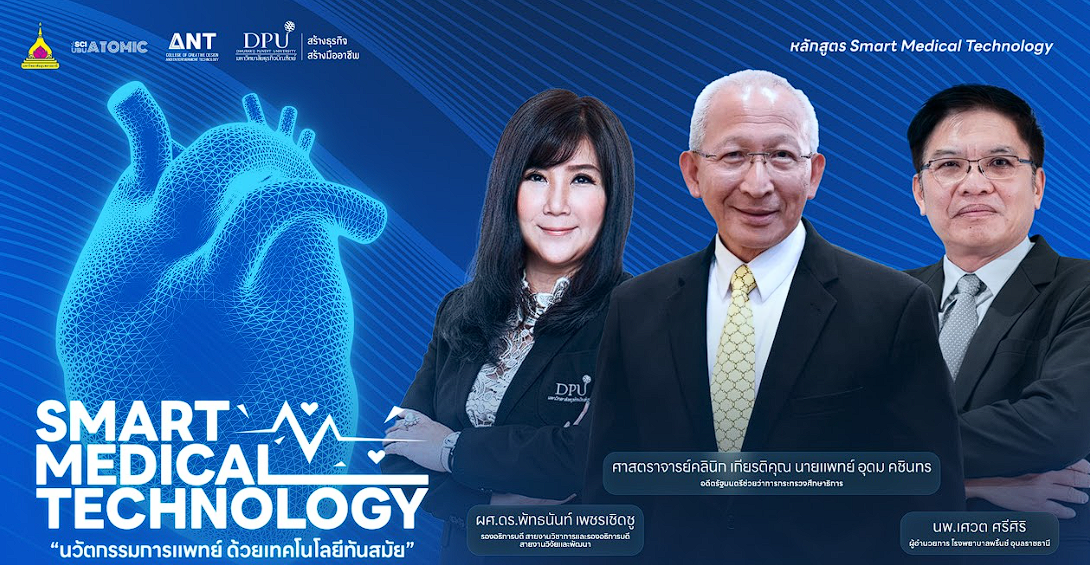 SCI
UBU ATOMIC
ANT
COLLEGE OF CREATIVE DESIGN
AND ENTERTAINMENT TECHNOLOGY
DPU
DHURAKIJ PUNDIT UNIVERSITY
มหาวิทยาลัยธุรกิจบัณฑิตย์
สร้างธุรกิจ
สร้างมืออาชีพ
หลักสูตร Smart Medical Technology
DPU
SMART
MEDICAL
TECHNOLOGY
“นวัตกรรมการแพทย์ ด้วยเทคโนโลยีทันสมัย”
ศาสตราจารย์คลินิก เกียรติคุณ นายแพทย์ อุดม คชินทร
อดีตรัฐมนตรีช่วยว่าการกระทรวงศึกษาธิการ
ผศ.ดร.พัทธนันท์ เพชรเชิดชู
รองอธิการบดี สายงานวิชาการและรองอธิการบดี
สายงานวิจัยและพัฒนา
นพ.เศวต ศรีศิริ
ผู้อำนวยการ โรงพยาบาลพริ้นซ์ อุบลราชธานี